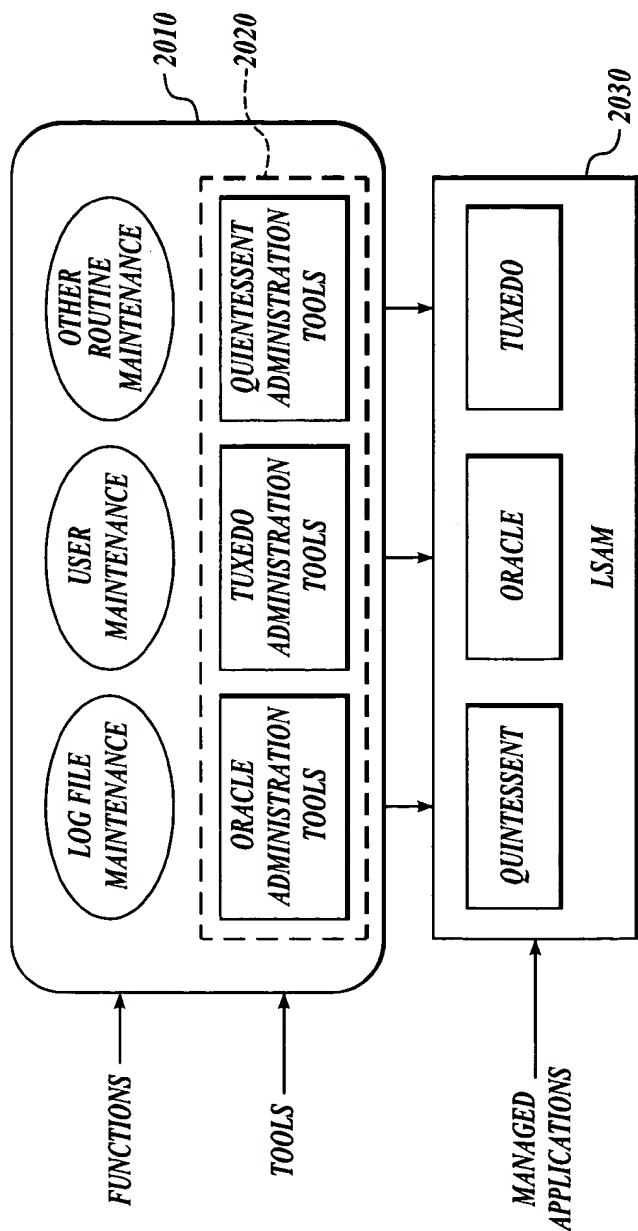 FUNCTIONS
LOG FILE
MAINTENANCE
USER
MAINTENANCE
OTHER
ROUTINE
MAINTENANCE
2010
TOOLS
ORACLE
ADMINISTRATION
TOOLS
TUXEDO
ADMINISTRATION
TOOLS
QUIENTESSENT
ADMINISTRATION
TOOLS
2020
MANAGED
APPLICATIONS
QUINTESSENT
ORACLE
TUXEDO
LSAM
2030